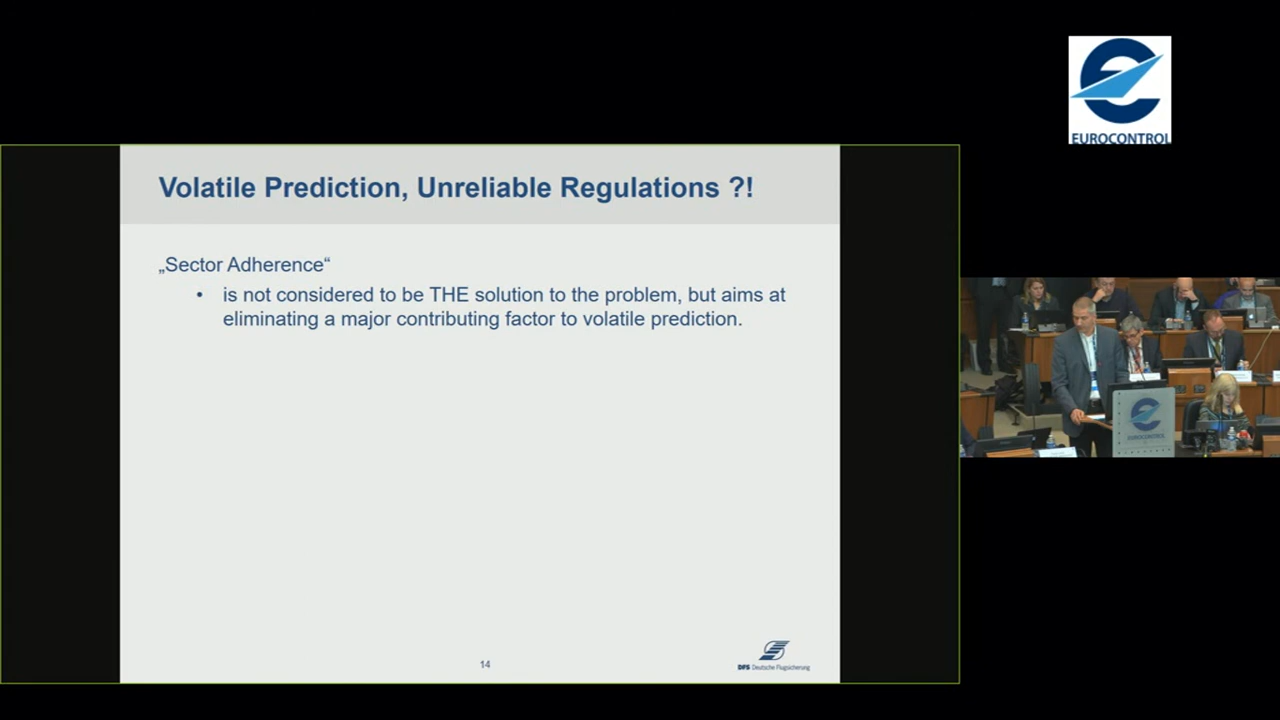 EUROCONTROL
Volatile Prediction, Unreliable Regulations ?!
„Sector Adherence“
• is not considered to be THE solution to the problem, but aims at
eliminating a major contributing factor to volatile prediction.
EUROCONTROL
14
DFS Deutsche Flugsicherung